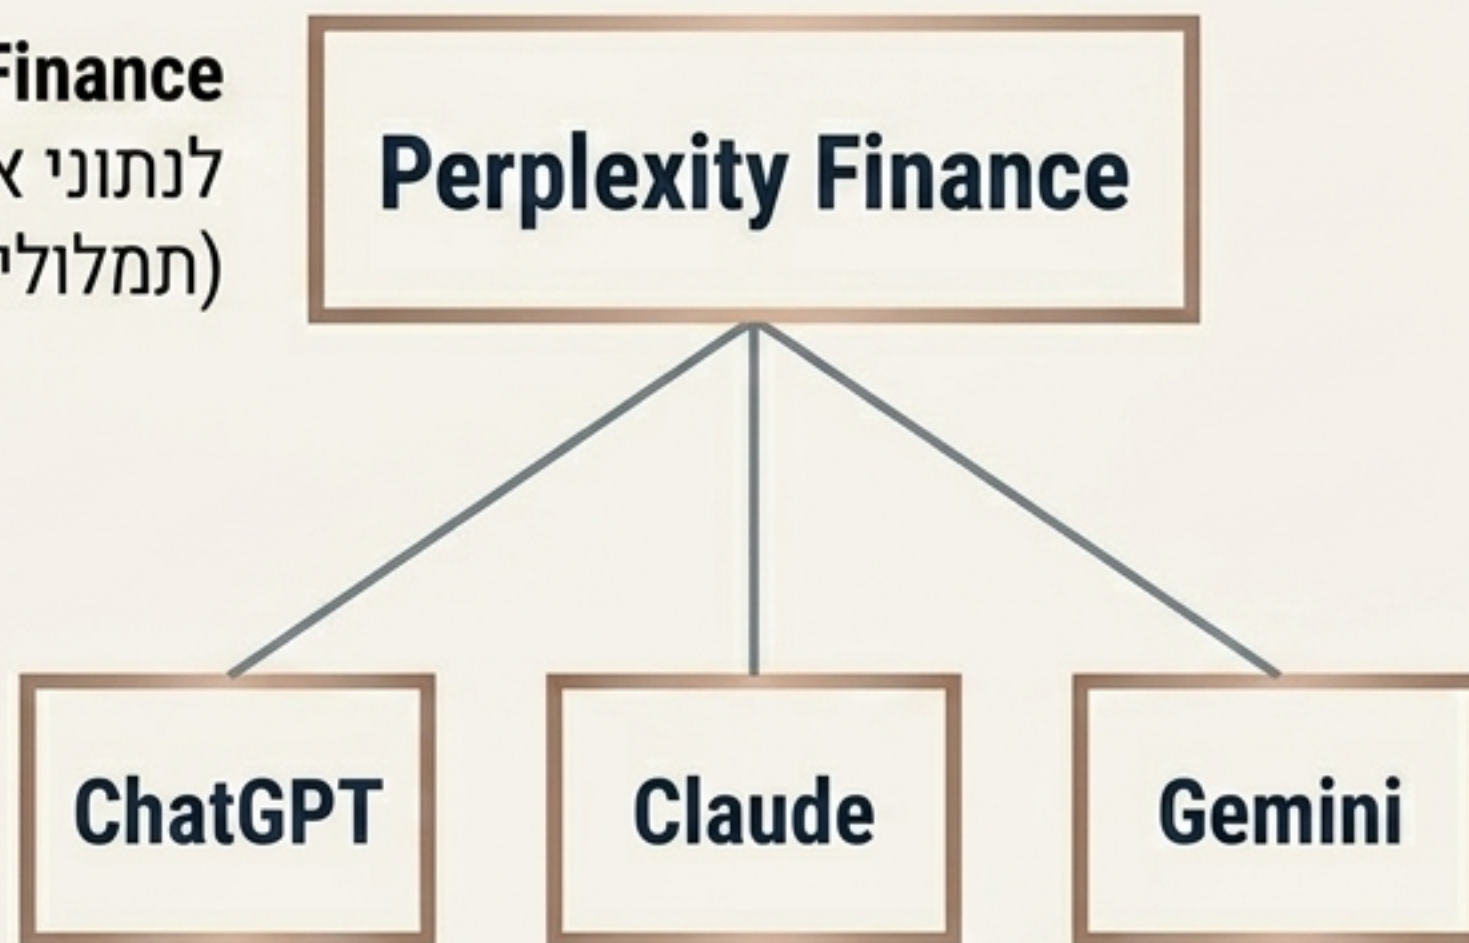 Finance
לנתוני
Perplexity Finance
ChatGPT
Claude
Gemini